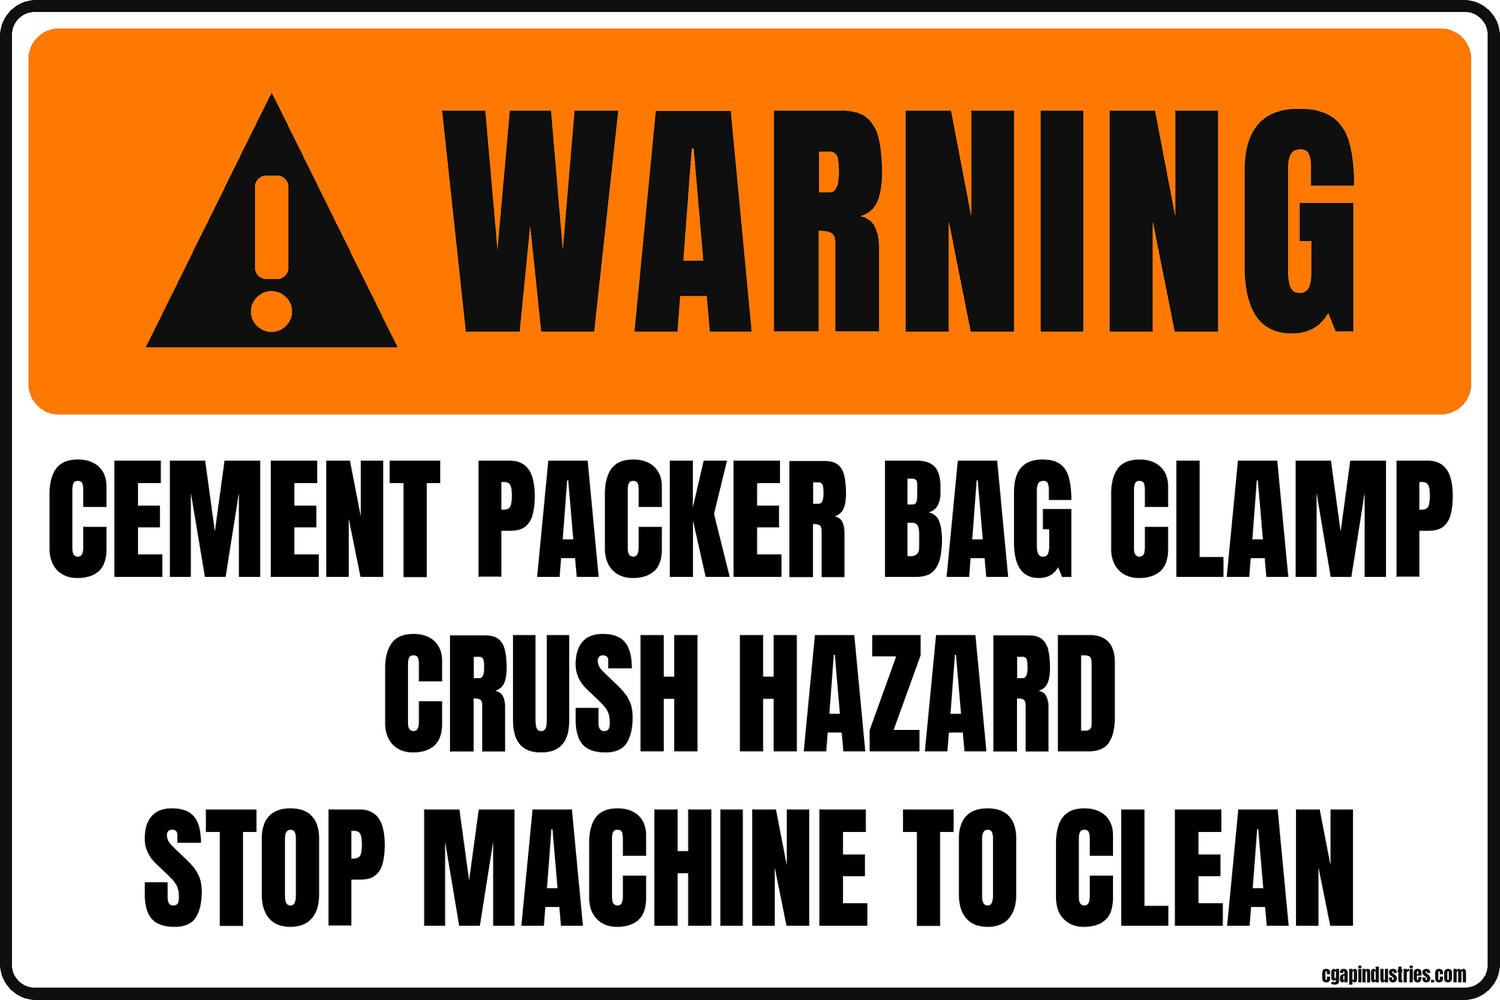 WARNING
CEMENT PACKER BAG CLAMP
CRUSH HAZARD
STOP MACHINE TO CLEAN
cgapindustries.com